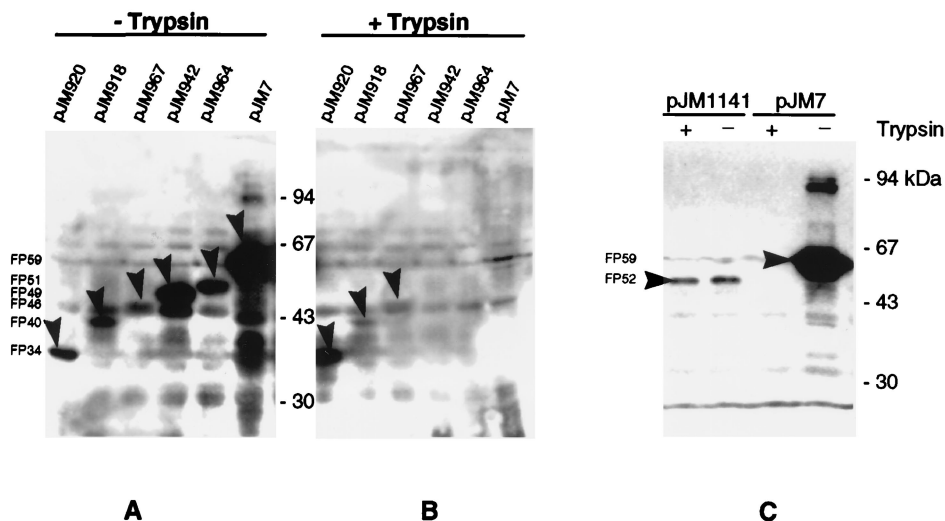 - Trypsin
+ Trypsin
pJM920
pJM918
pJM967
pJM942
pJM964
pJM7
pJM920
pJM918
pJM967
pJM942
pJM964
pJM7
pJM1141 pJM7
+ − + − Trypsin
- 94
- 67
- 43
- 30
FP59
FP51
FP49
FP46
FP40
FP34
- 94 kDa
- 67
- 43
- 30
FP59
FP52
A B C